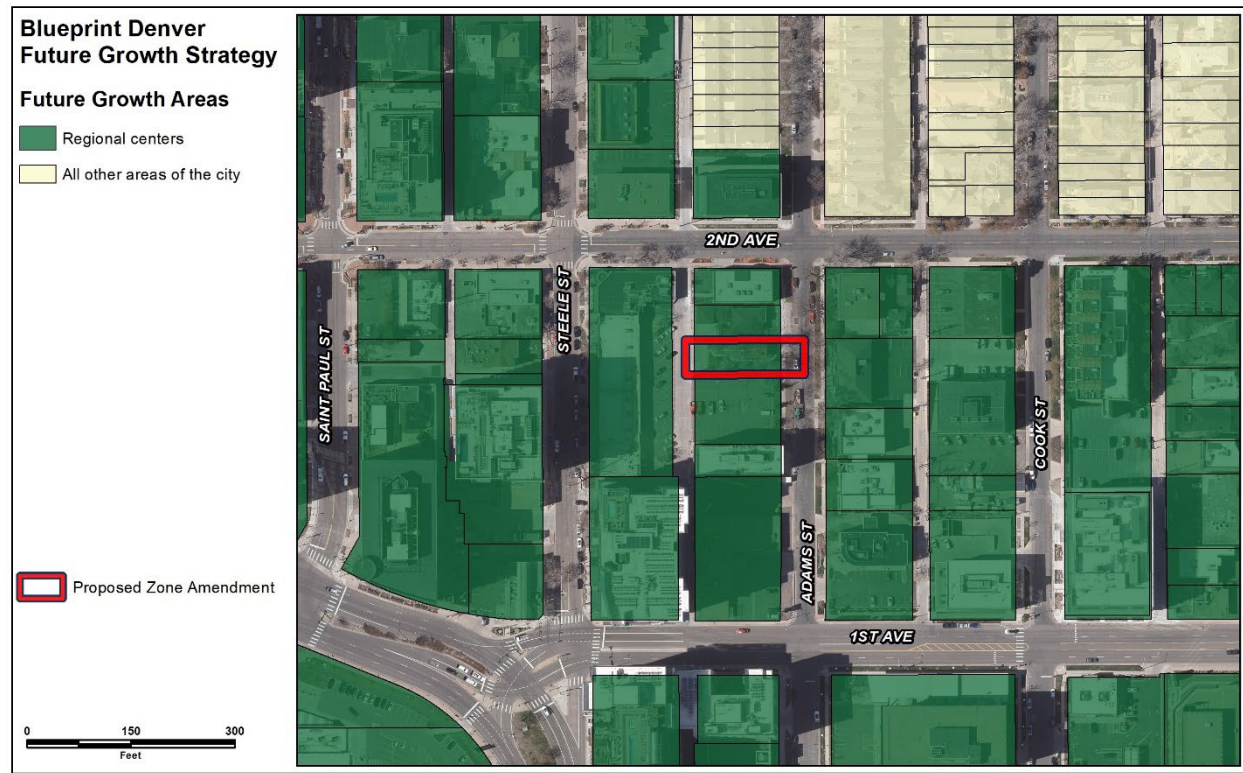 Blueprint Denver
Future Growth Strategy
Future Growth Areas
Regional centers
All other areas of the city
2ND AVE
SAINT PAUL ST
STEELE ST
COOK ST
ADAMS ST
1ST AVE
Proposed Zone Amendment
0 150 300
Feet